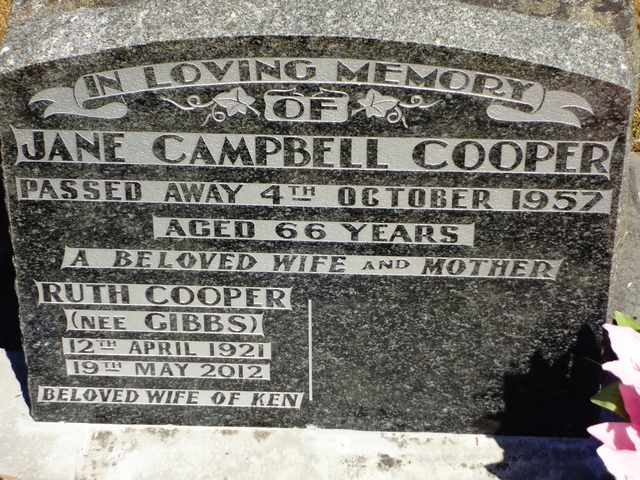 IN LOVING MEMORY
OF
JANE CAMPBELL COOPER
PASSED AWAY 4TH OCTOBER 1957
AGED 66 YEARS
A BELOVED WIFE AND MOTHER
RUTH COOPER
(NEE GIBBS)
12TH APRIL 1921
19TH MAY 2012
BELOVED WIFE OF KEN